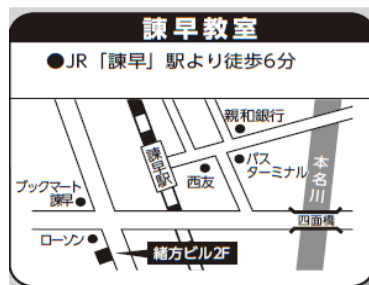 諫早教室
●JR「諫早」駅より徒歩6分
親和銀行
諫早駅
西友
バス
ターミナル
本名川
ブックマート
諫早
四面橋
ローソン
緒方ビル2F